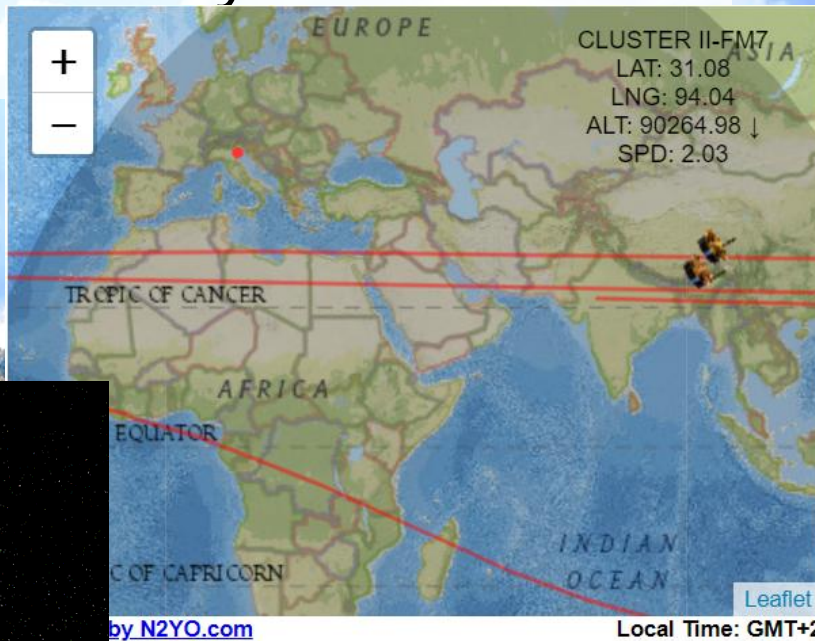 EUROPE
ASIA
CLUSTER II-FM7
LAT: 31.08
LNG: 94.04
ALT: 90264.98 ↓
SPD: 2.03
+
−
TROPIC OF CANCER
AFRICA
EQUATOR
C OF CAPRICORN
INDIAN
OCEAN
Leaflet
by N2YO.com
Local Time: GMT+2